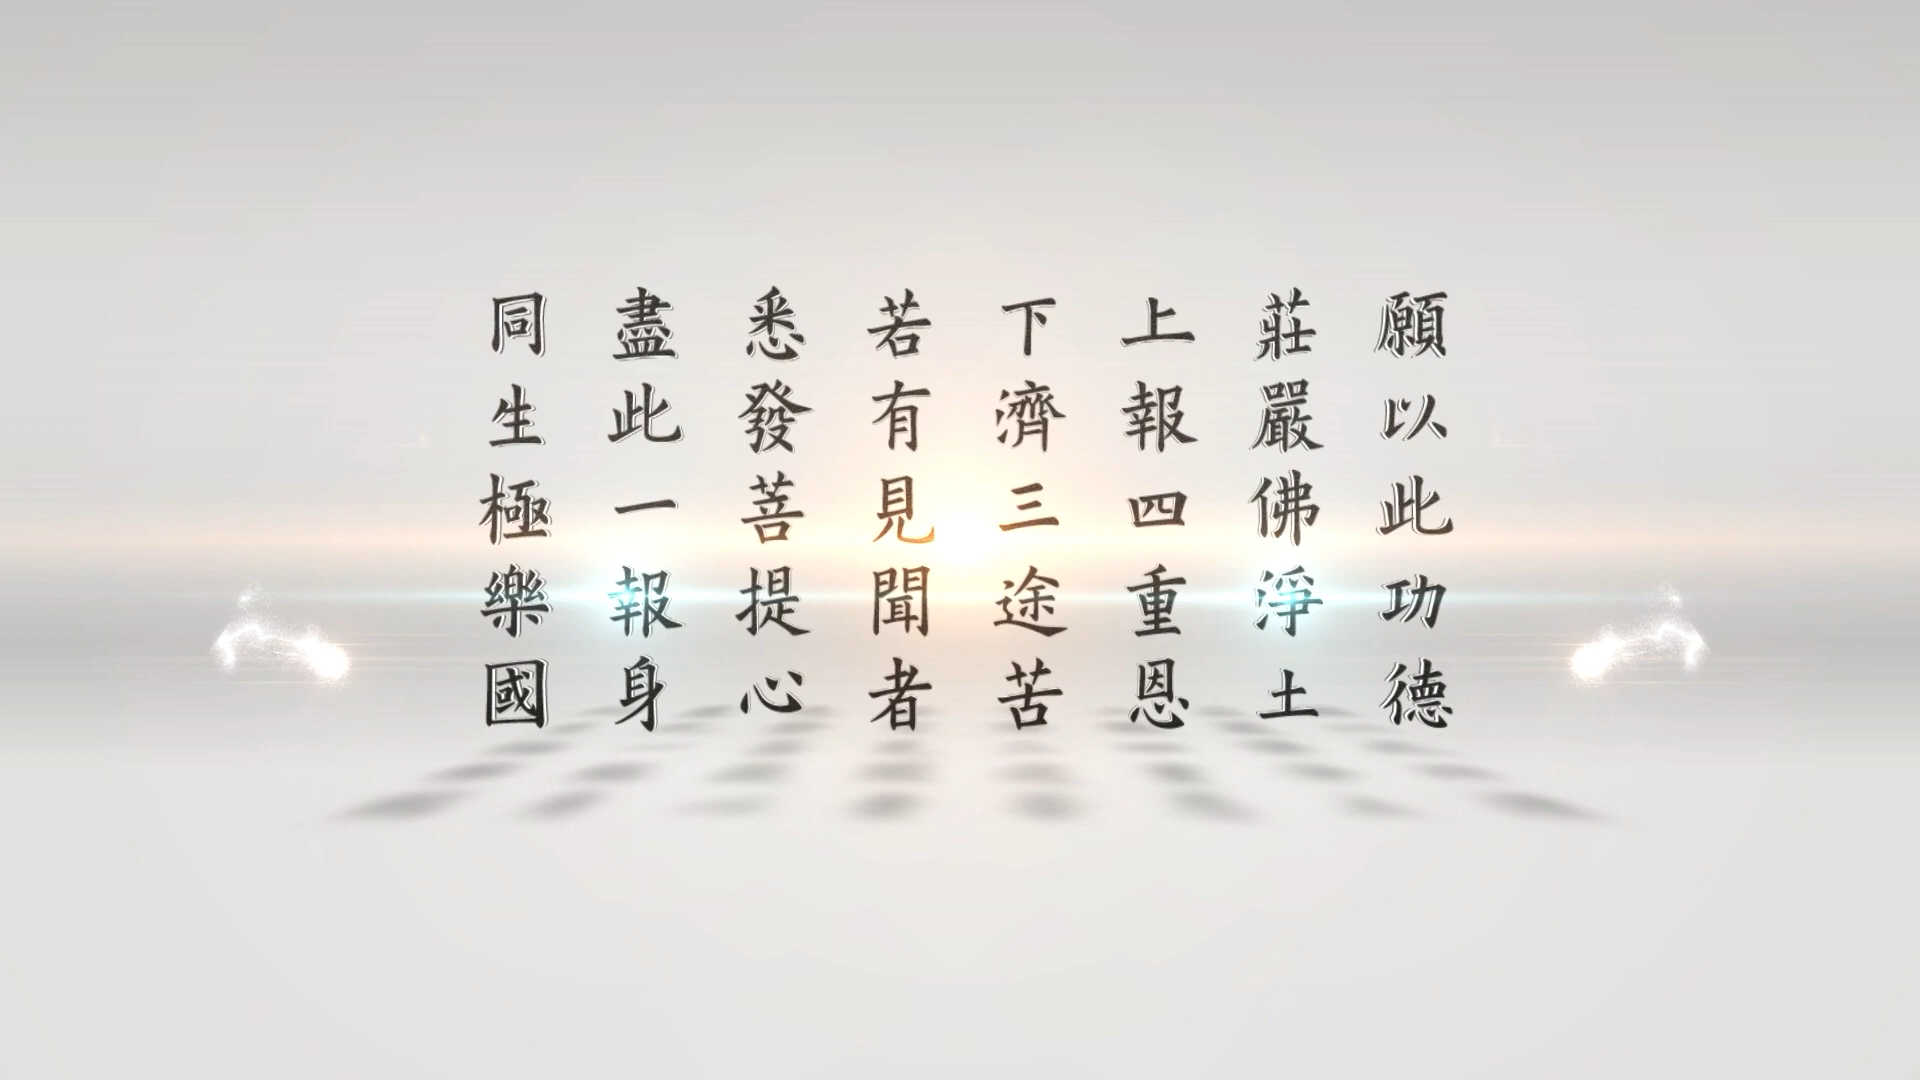 願以此功德
莊嚴佛淨土
上報四重恩
下濟三途苦
若有見聞者
悉發菩提心
盡此一報身
同生極樂國